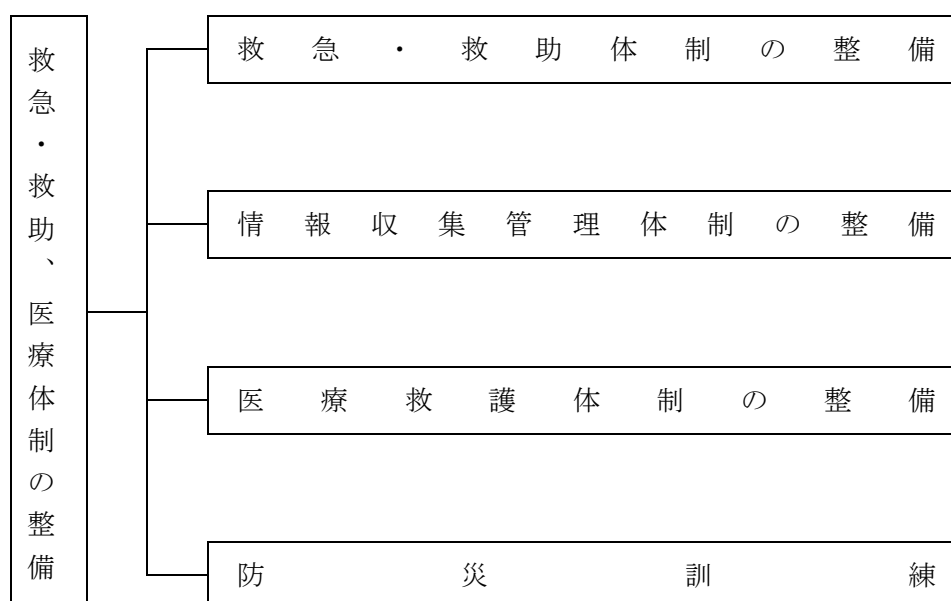 救急・救助、医療体制の整備
救急・救助体制の整備
情報収集管理体制の整備
医療救護体制の整備
防災訓練